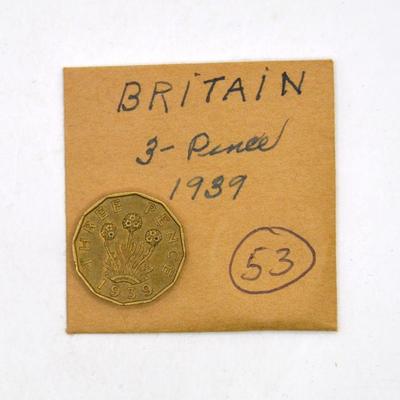 BRITAIN
3-Pence
1939
53
THREE PENCE
1939